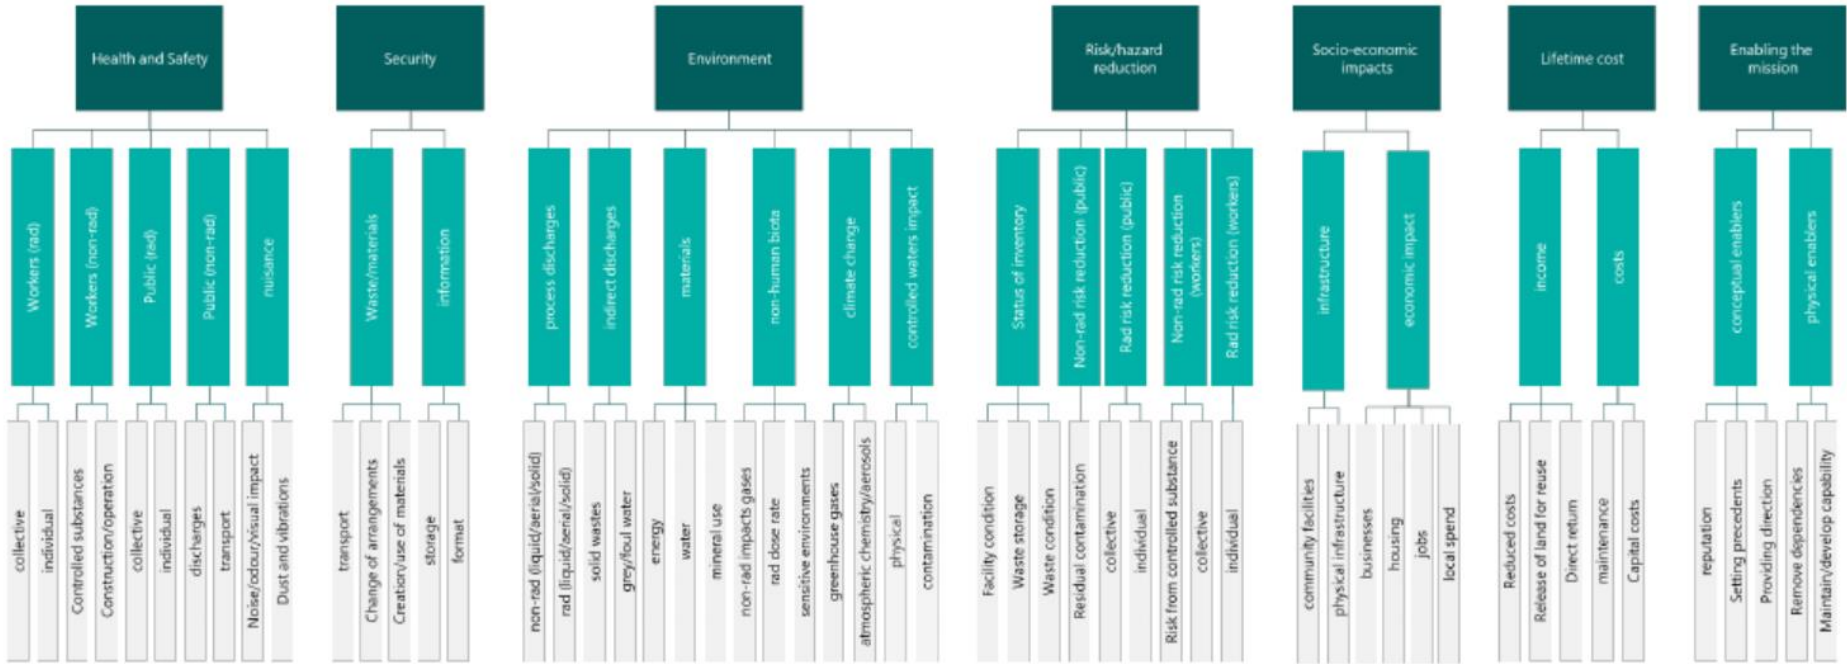 Health and Safety
Security
Environment
Risk/hazard
reduction
Socio-economic
impacts
Lifetime cost
Enabling the
mission
Workers (rad)
Workers (non-rad)
Public (rad)
Public (non-rad)
nuisance
Waste/materials
information
process discharges
indirect discharges
materials
non-human biota
climate change
controlled waters impact
Status of inventory
Non-rad risk reduction (public)
Rad risk reduction (public)
Non-rad risk reduction
(workers)
Rad risk reduction (workers)
infrastructure
economic impact
income
costs
conceptual enablers
physical enablers
collective
individual
Controlled substances
Construction/operation
collective
individual
discharges
transport
Noise/odour/visual impact
Dust and vibrations
transport
Change of arrangements
Creation/use of materials
storage
format
non-rad (liquid/aerial/solid)
rad (liquid/aerial/solid)
solid wastes
grey/foul water
energy
water
mineral use
non-rad impacts gases
rad dose rate
sensitive environments
greenhouse gases
atmospheric chemistry/aerosols
physical
contamination
Facility condition
Waste storage
Waste condition
Residual contamination
collective
individual
Risk from controlled substance
collective
individual
community facilities
physical infrastructure
businesses
housing
jobs
local spend
Reduced costs
Release of land for reuse
Direct return
maintenance
Capital costs
reputation
Setting precedents
Providing direction
Remove dependencies
Maintain/develop capability